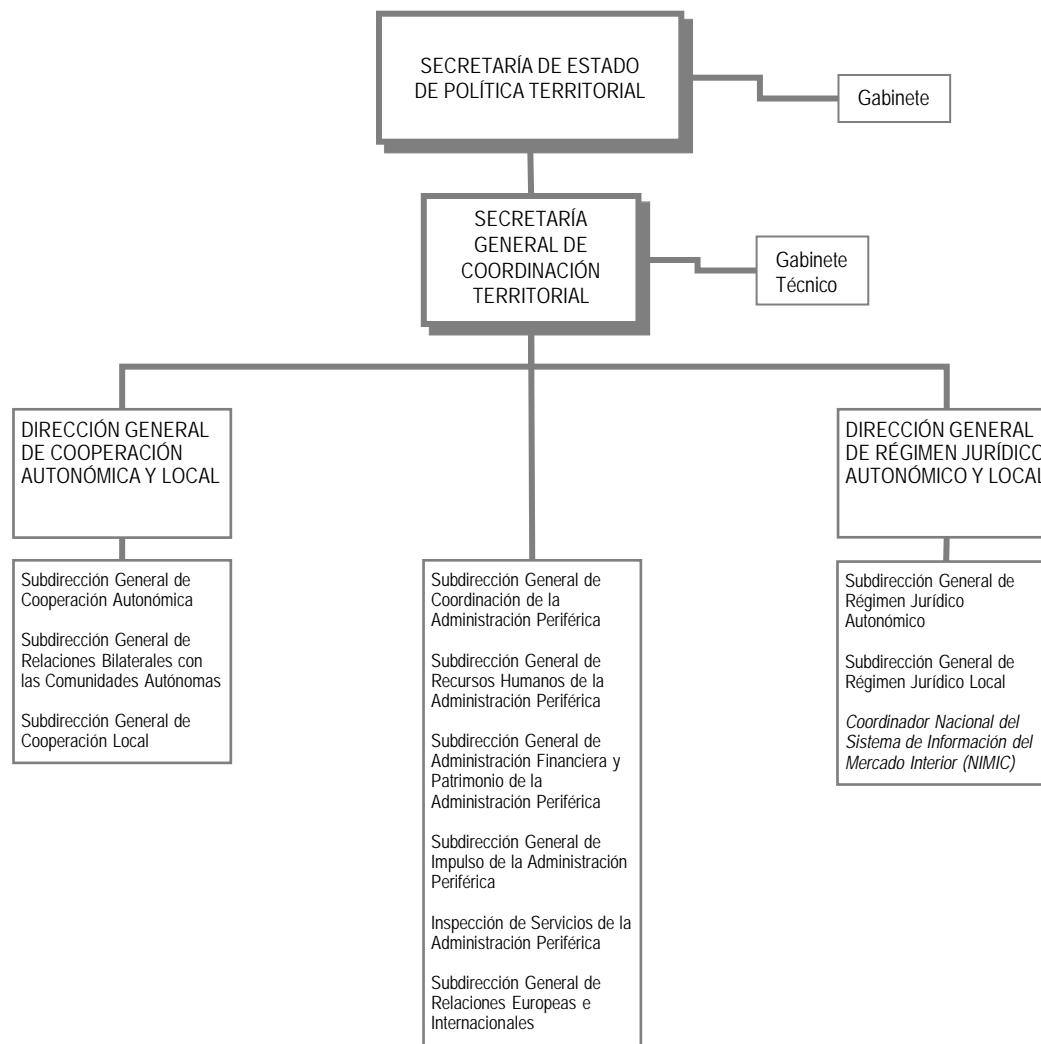 SECRETARÍA DE ESTADO
DE POLÍTICA TERRITORIAL
Gabinete
SECRETARÍA
GENERAL DE
COORDINACIÓN
TERRITORIAL
Gabinete
Técnico
DIRECCIÓN GENERAL
DE COOPERACIÓN
AUTONÓMICA Y LOCAL
DIRECCIÓN GENERAL
DE RÉGIMEN JURÍDICO
AUTONÓMICO Y LOCAL
Subdirección General de
Cooperación Autonómica
Subdirección General de
Relaciones Bilaterales con
las Comunidades Autónomas
Subdirección General de
Cooperación Local
Subdirección General de
Coordinación de la
Administración Periférica
Subdirección General de
Recursos Humanos de la
Administración Periférica
Subdirección General de
Administración Financiera y
Patrimonio de la
Administración Periférica
Subdirección General de
Impulso de la Administración
Periférica
Inspección de Servicios de la
Administración Periférica
Subdirección General de
Relaciones Europeas e
Internacionales
Subdirección General de
Régimen Jurídico
Autonómico
Subdirección General de
Régimen Jurídico Local
Coordinador Nacional del
Sistema de Información del
Mercado Interior (NIMIC)